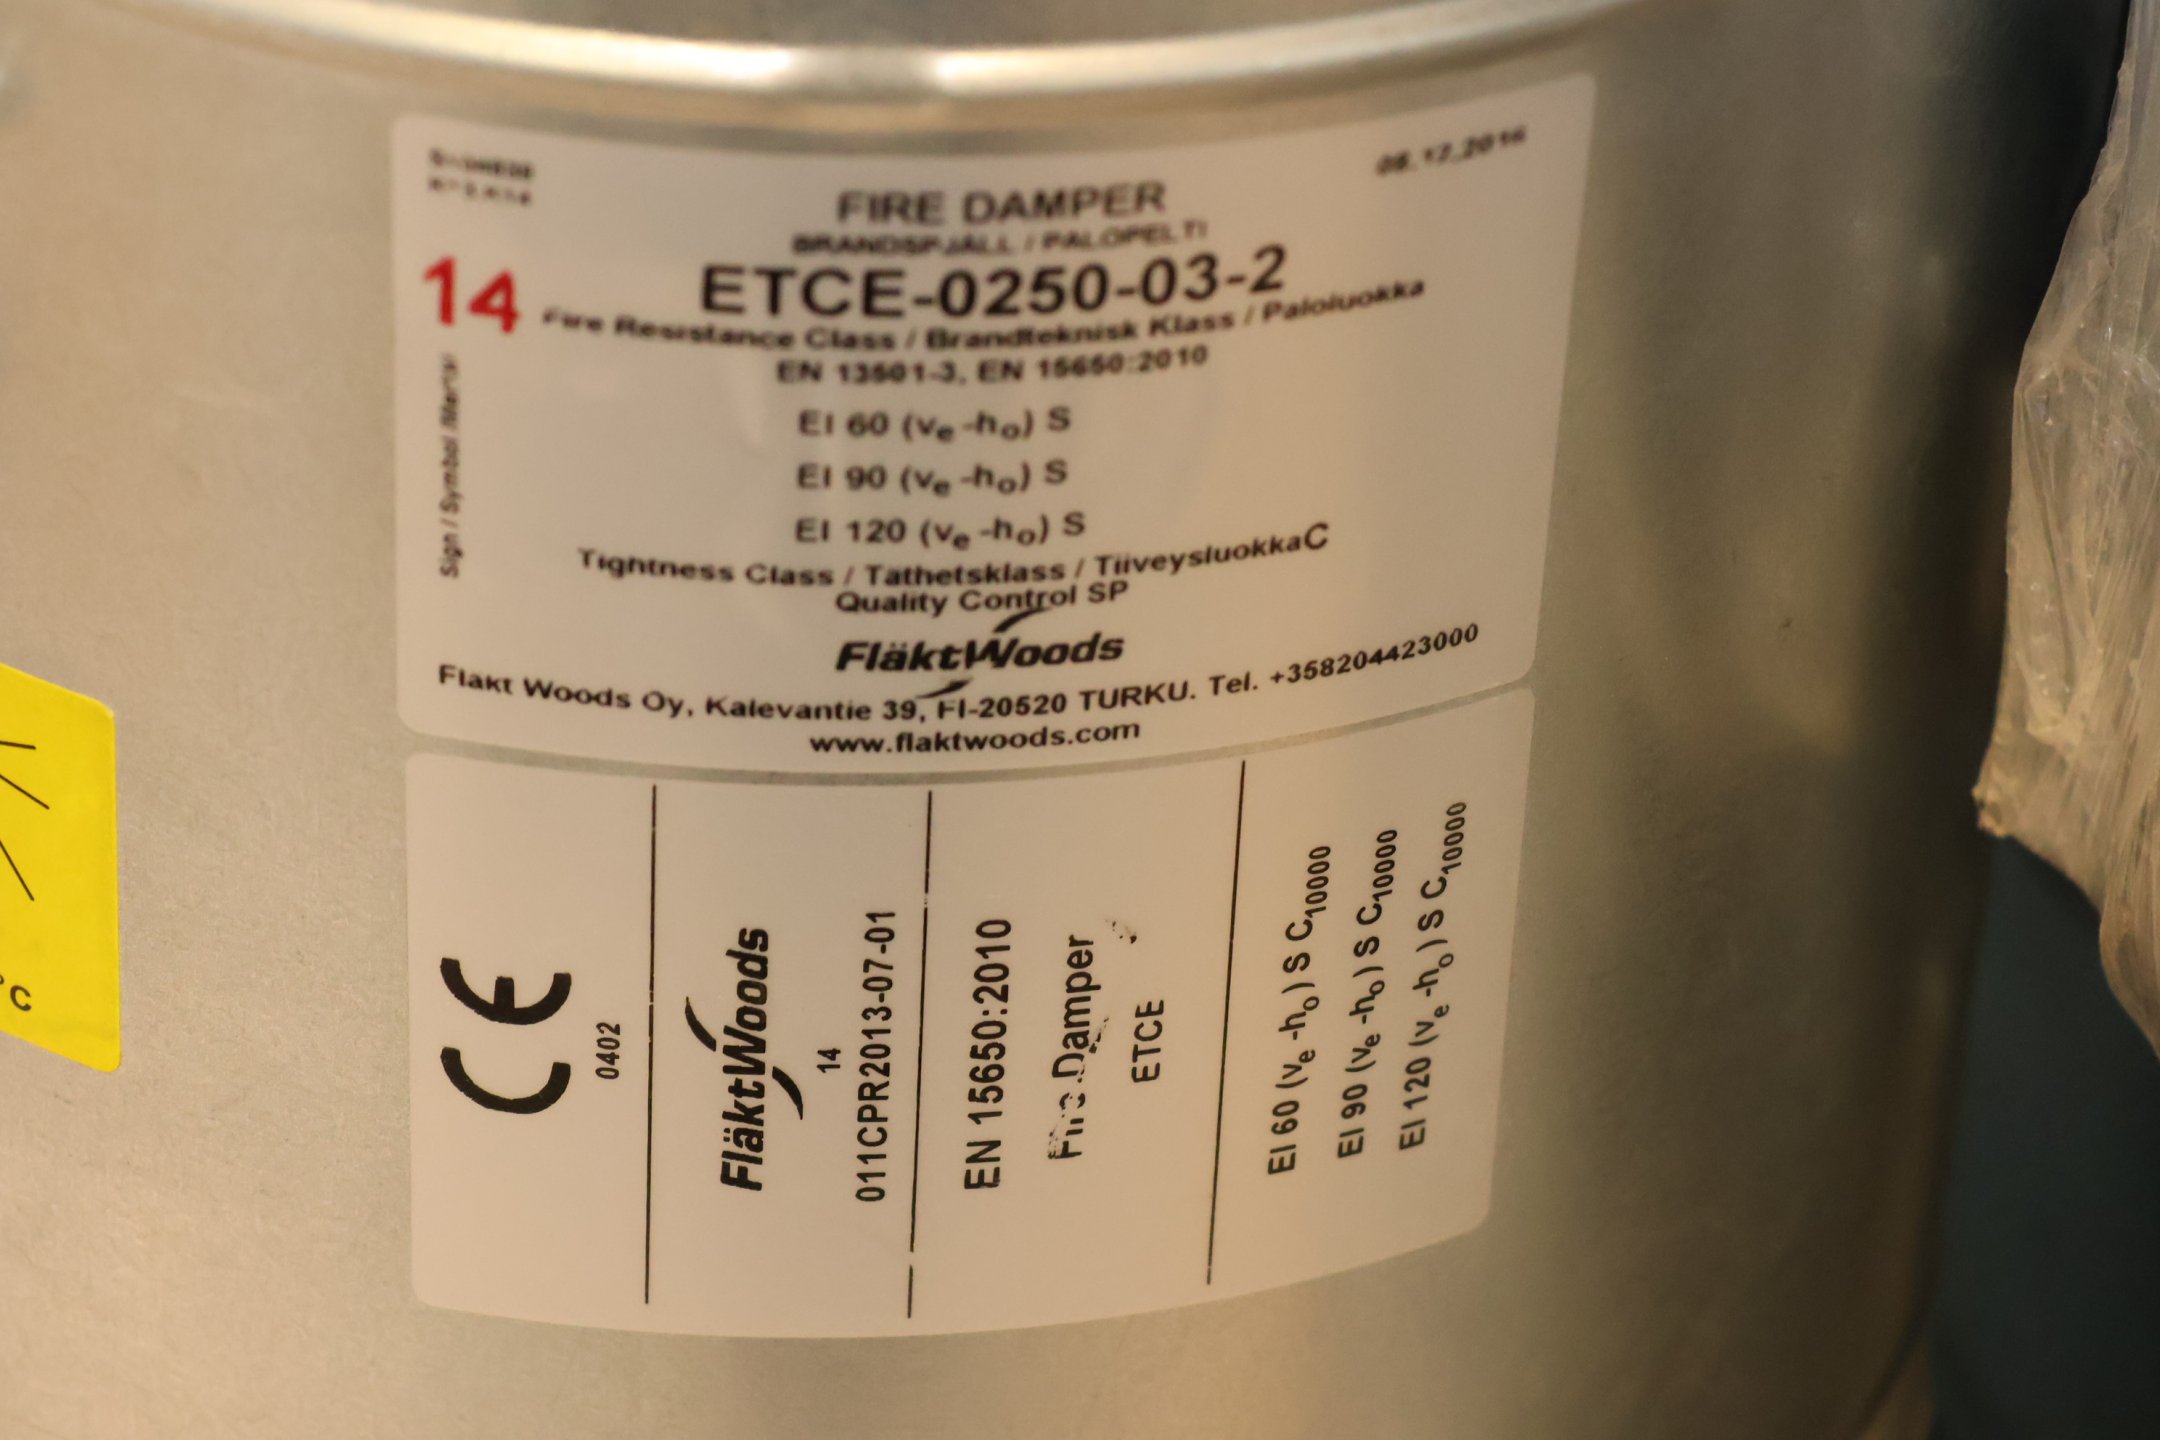 06.12.2016
FIRE DAMPER
BRANDSPJÄLL / PALOPELTI
14
ETCE-0250-03-2
Fire Resistance Class / Brandteknisk Klass / Paloluokka
EN 13501-3, EN 15650:2010
EI 60 (ve -ho) S
EI 90 (ve -ho) S
EI 120 (ve -ho) S
Sign / Symbol /Merkki
Tightness Class / Täthetsklass / TiiveysluokkaC
Quality Control SP
FläktWoods
Fläkt Woods Oy, Kalevantie 39, FI-20520 TURKU. Tel. +358204423000
www.flaktwoods.com
CE
0402
FläktWoods
14
011CPR2013-07-01
EN 15650:2010
Fire Damper
ETCE
EI 60 (ve -ho) S C10000
EI 90 (ve -ho) S C10000
EI 120 (ve -ho) S C10000